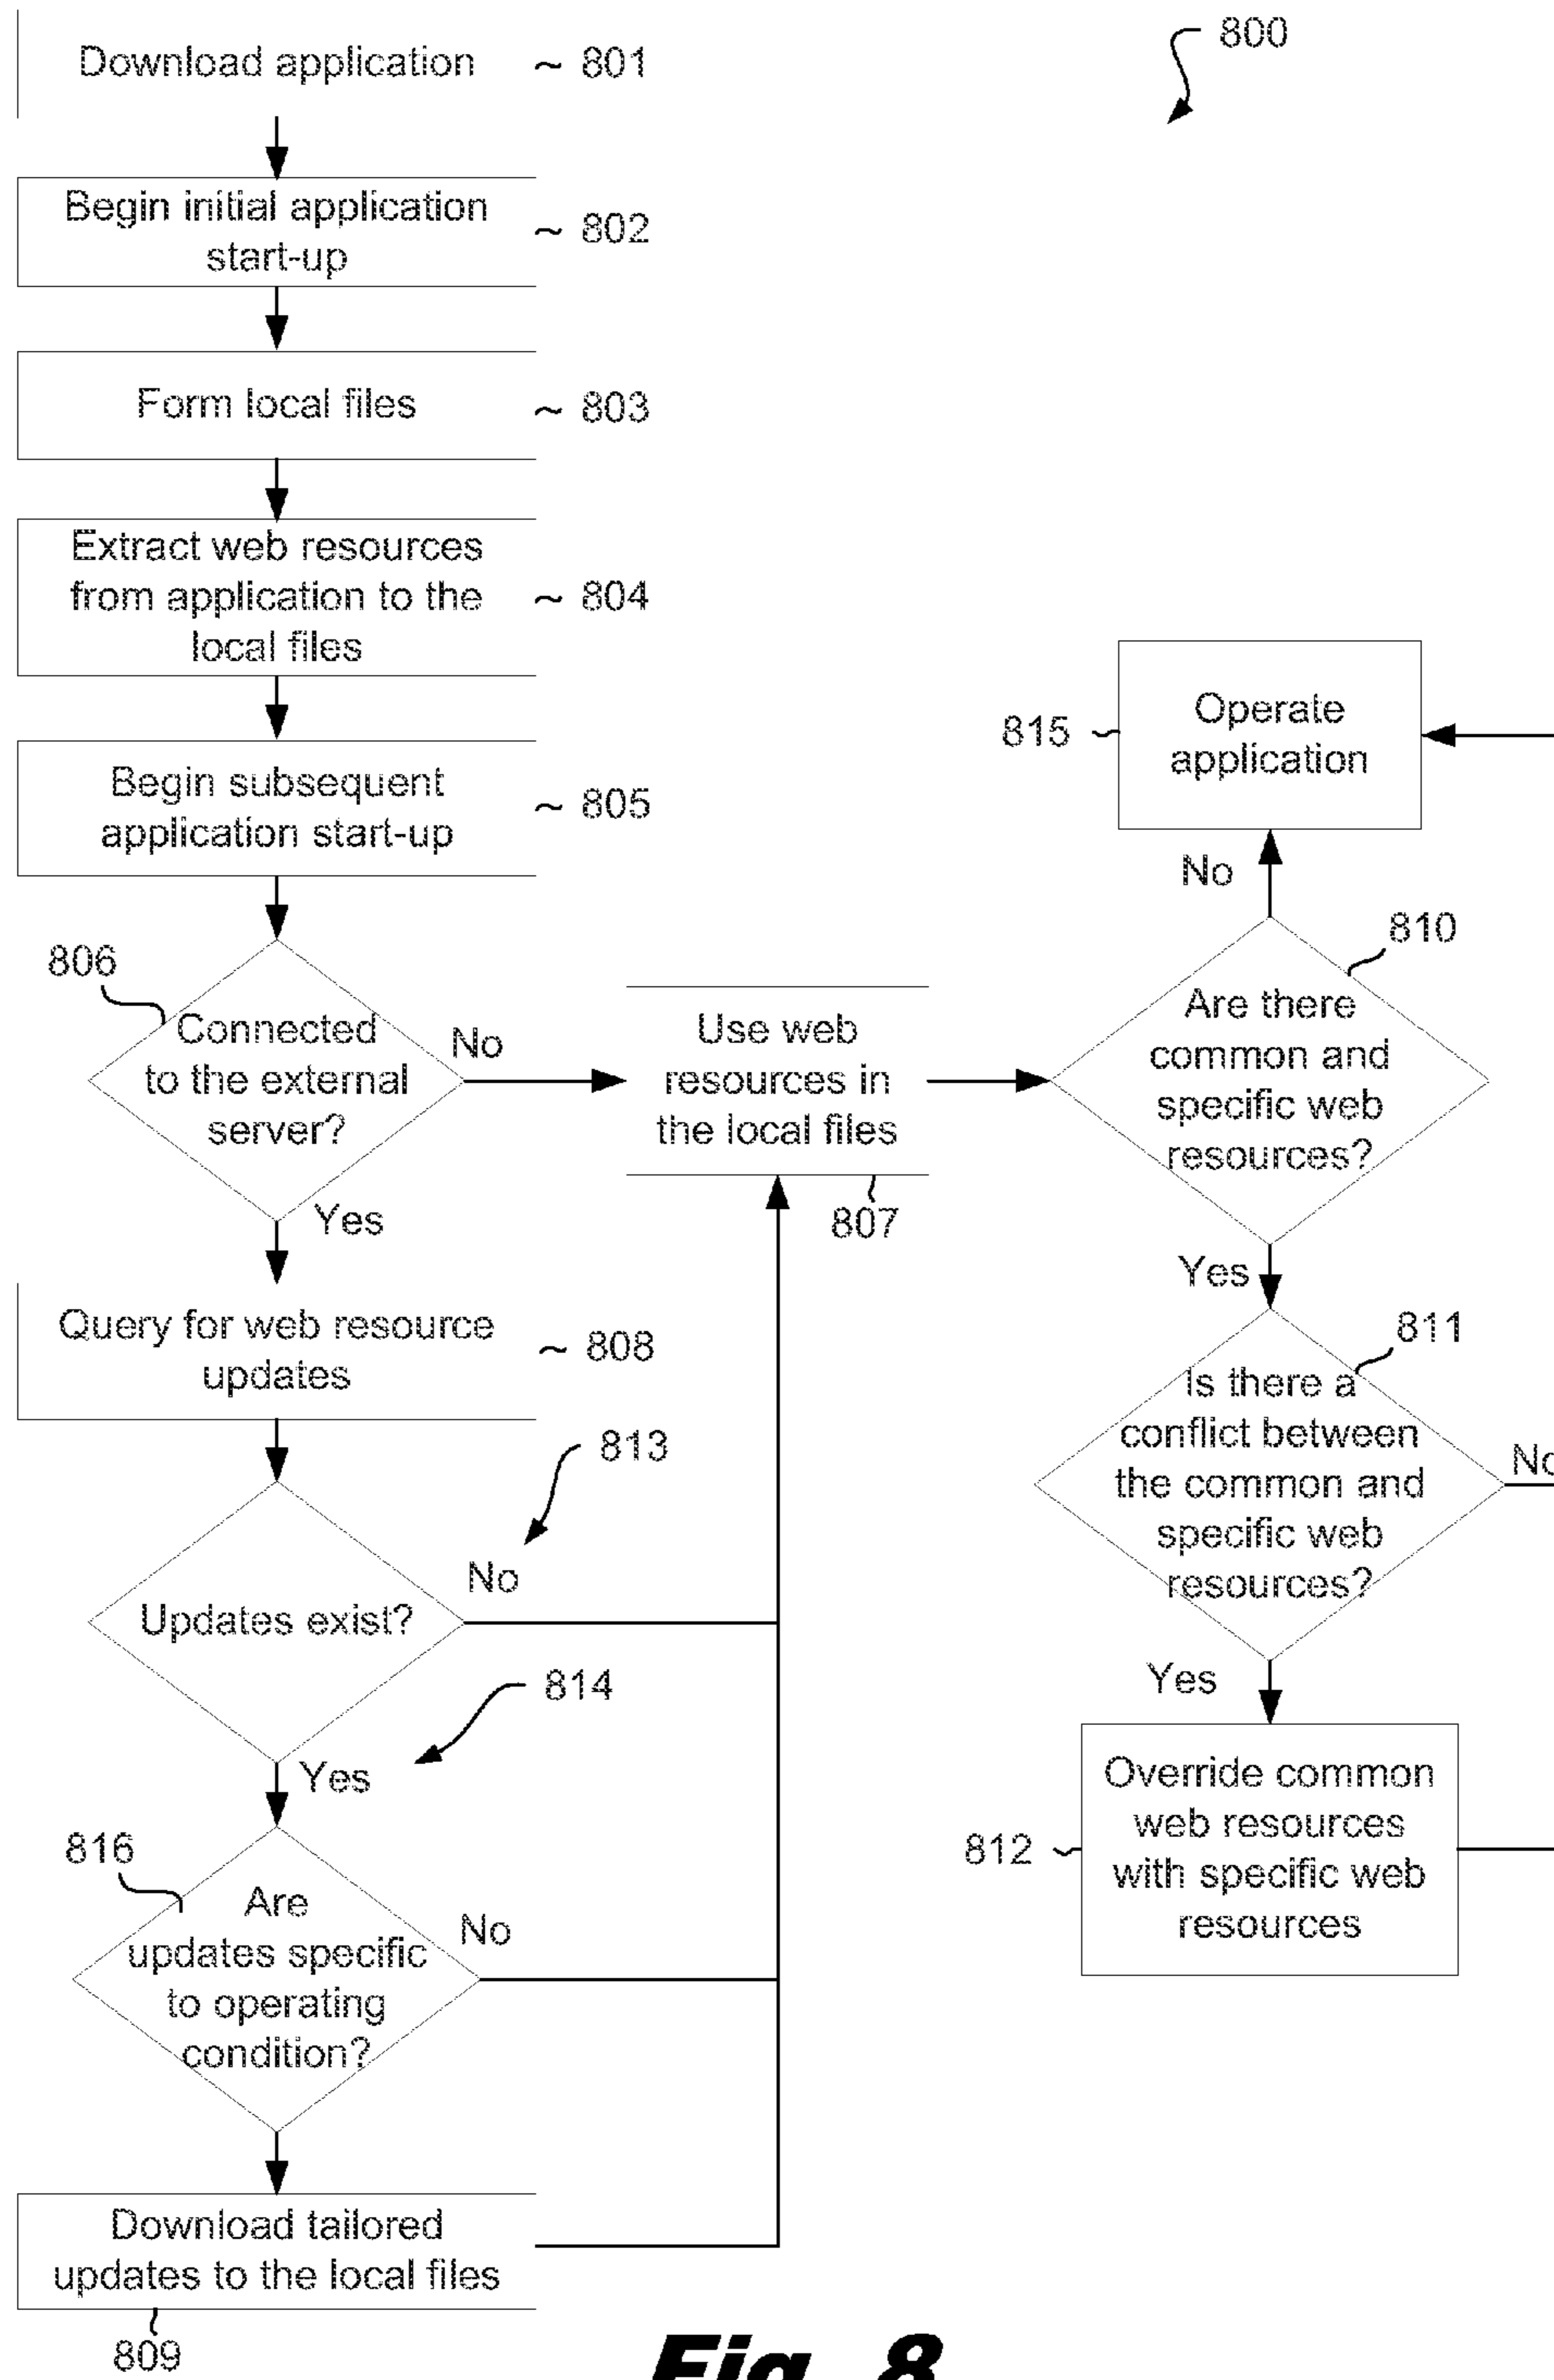 800
Download application
~ 801
Begin initial application
start-up
~ 802
Form local files
~ 803
Extract web resources
from application to the
local files
~ 804
Begin subsequent
application start-up
~ 805
806
Connected
to the external
server?
No
Yes
Use web
resources in
the local files
807
Query for web resource
updates
~ 808
813
Updates exist?
No
814
Yes
816
Are
updates specific
to operating
condition?
No
Download tailored
updates to the local files
809
815
Operate
application
No
810
Are there
common and
specific web
resources?
Yes
811
Is there a
conflict between
the common and
specific web
resources?
No
Yes
812
Override common
web resources
with specific web
resources
Fig. 8